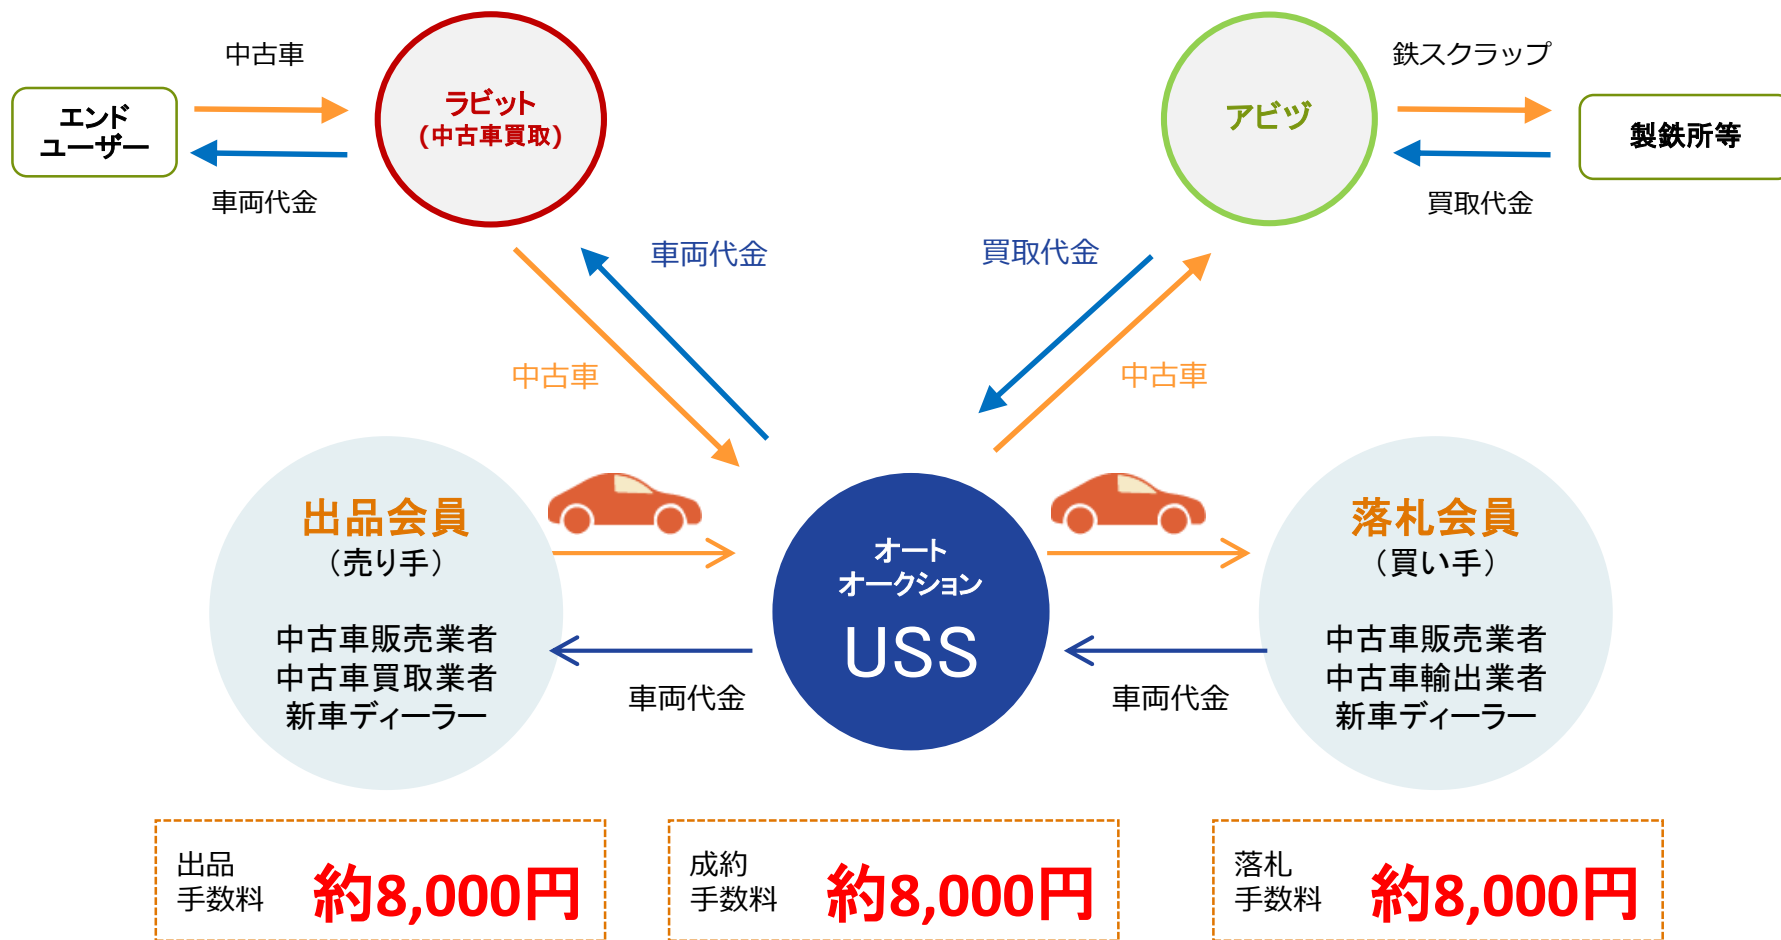 中古車
エンド
ユーザー
車両代金
ラビット
(中古車買取)
アビヅ
鉄スクラップ
製鉄所等
買取代金
車両代金
中古車
買取代金
中古車
出品会員
（売り手）
中古車販売業者
中古車買取業者
新車ディーラー
車両代金
オート
オークション
USS
車両代金
落札会員
（買い手）
中古車販売業者
中古車輸出業者
新車ディーラー
出品
手数料
約8,000円
成約
手数料
約8,000円
落札
手数料
約8,000円